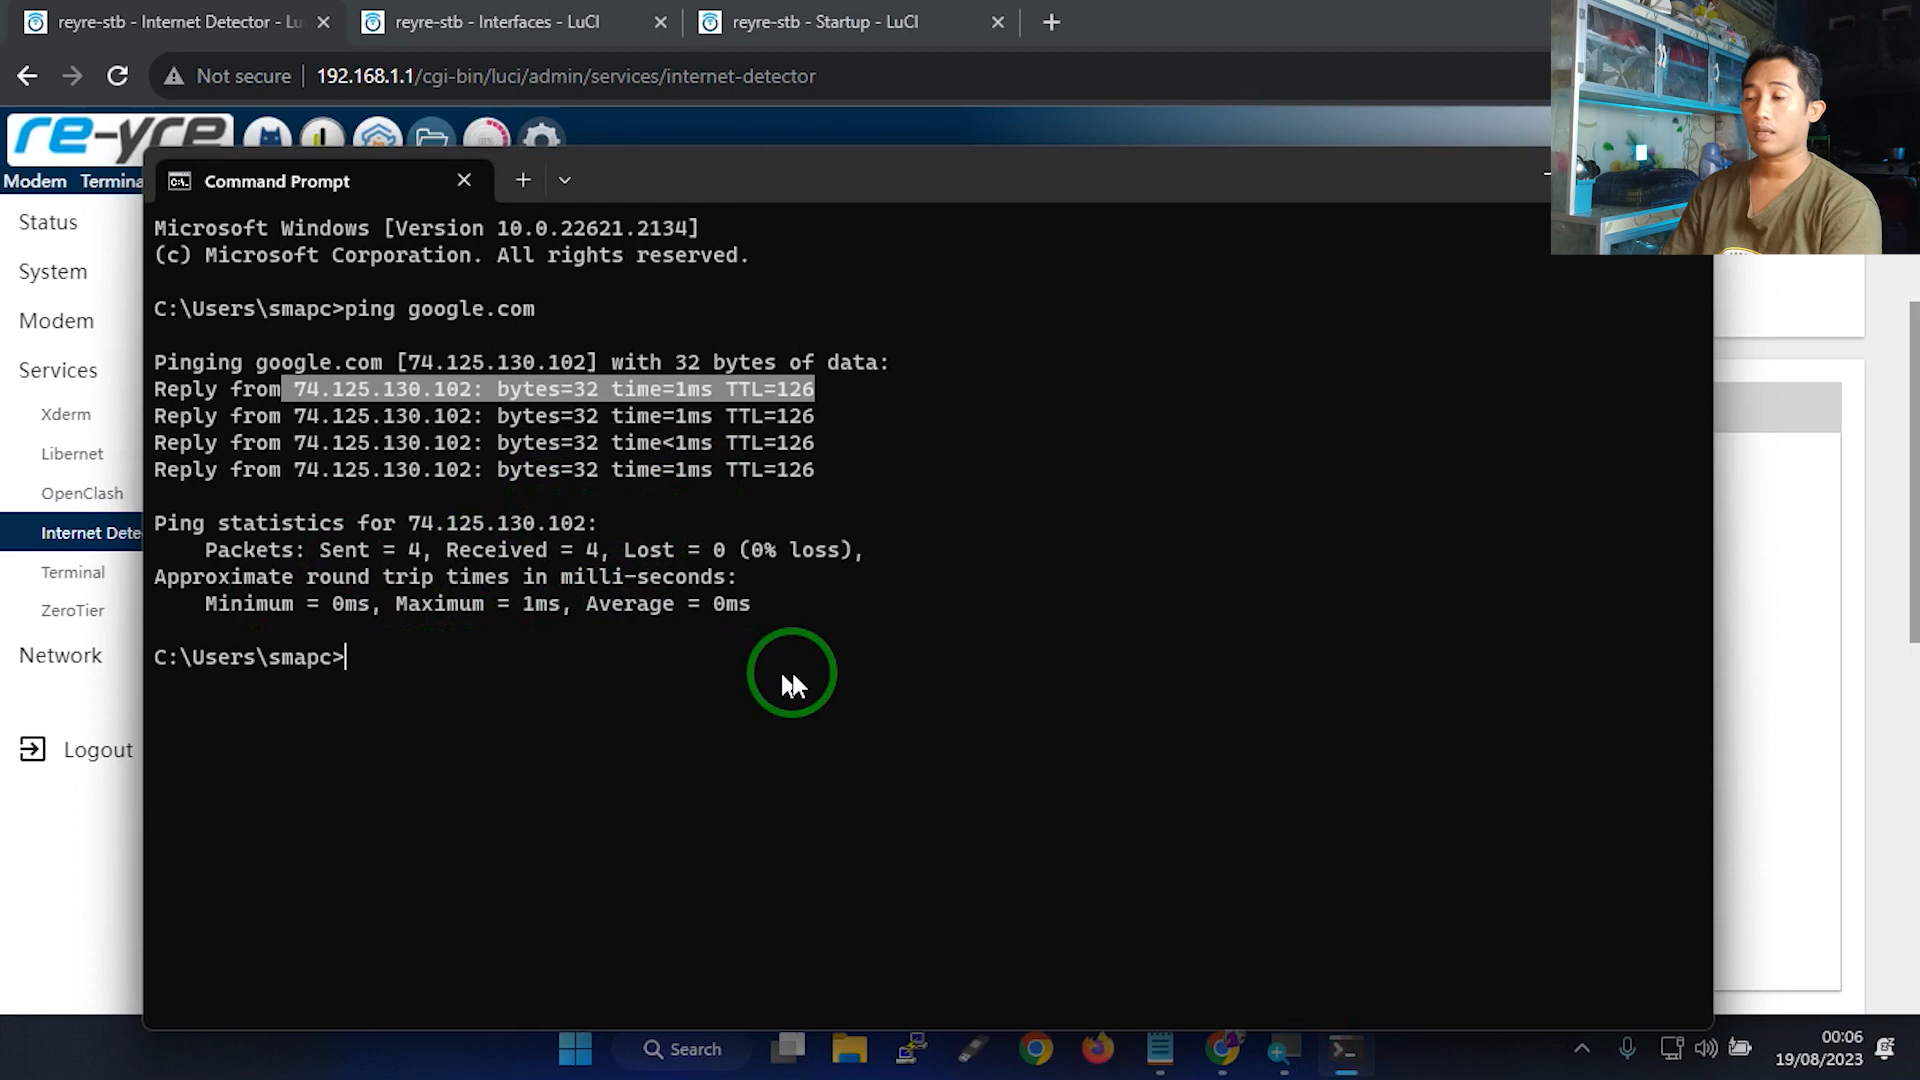 reyre-stb - Internet Detector - Lu
reyre-stb - Interfaces - LuCI
reyre-stb - Startup - LuCI
Not secure
192.168.1.1/cgi-bin/luci/admin/services/internet-detector
re-yre
Modem Termina
Status
System
Modem
Services
Xderm
Libernet
OpenClash
Internet Dete
Terminal
ZeroTier
Network
Logout
Command Prompt
Microsoft Windows [Version 10.0.22621.2134]
(c) Microsoft Corporation. All rights reserved.
C:\Users\smapc>ping google.com
Pinging google.com [74.125.130.102] with 32 bytes of data:
Reply from 74.125.130.102: bytes=32 time=1ms TTL=126
Reply from 74.125.130.102: bytes=32 time=1ms TTL=126
Reply from 74.125.130.102: bytes=32 time<1ms TTL=126
Reply from 74.125.130.102: bytes=32 time=1ms TTL=126
Ping statistics for 74.125.130.102:
Packets: Sent = 4, Received = 4, Lost = 0 (0% loss),
Approximate round trip times in milli-seconds:
Minimum = 0ms, Maximum = 1ms, Average = 0ms
C:\Users\smapc>
Search
00:06
19/08/2023